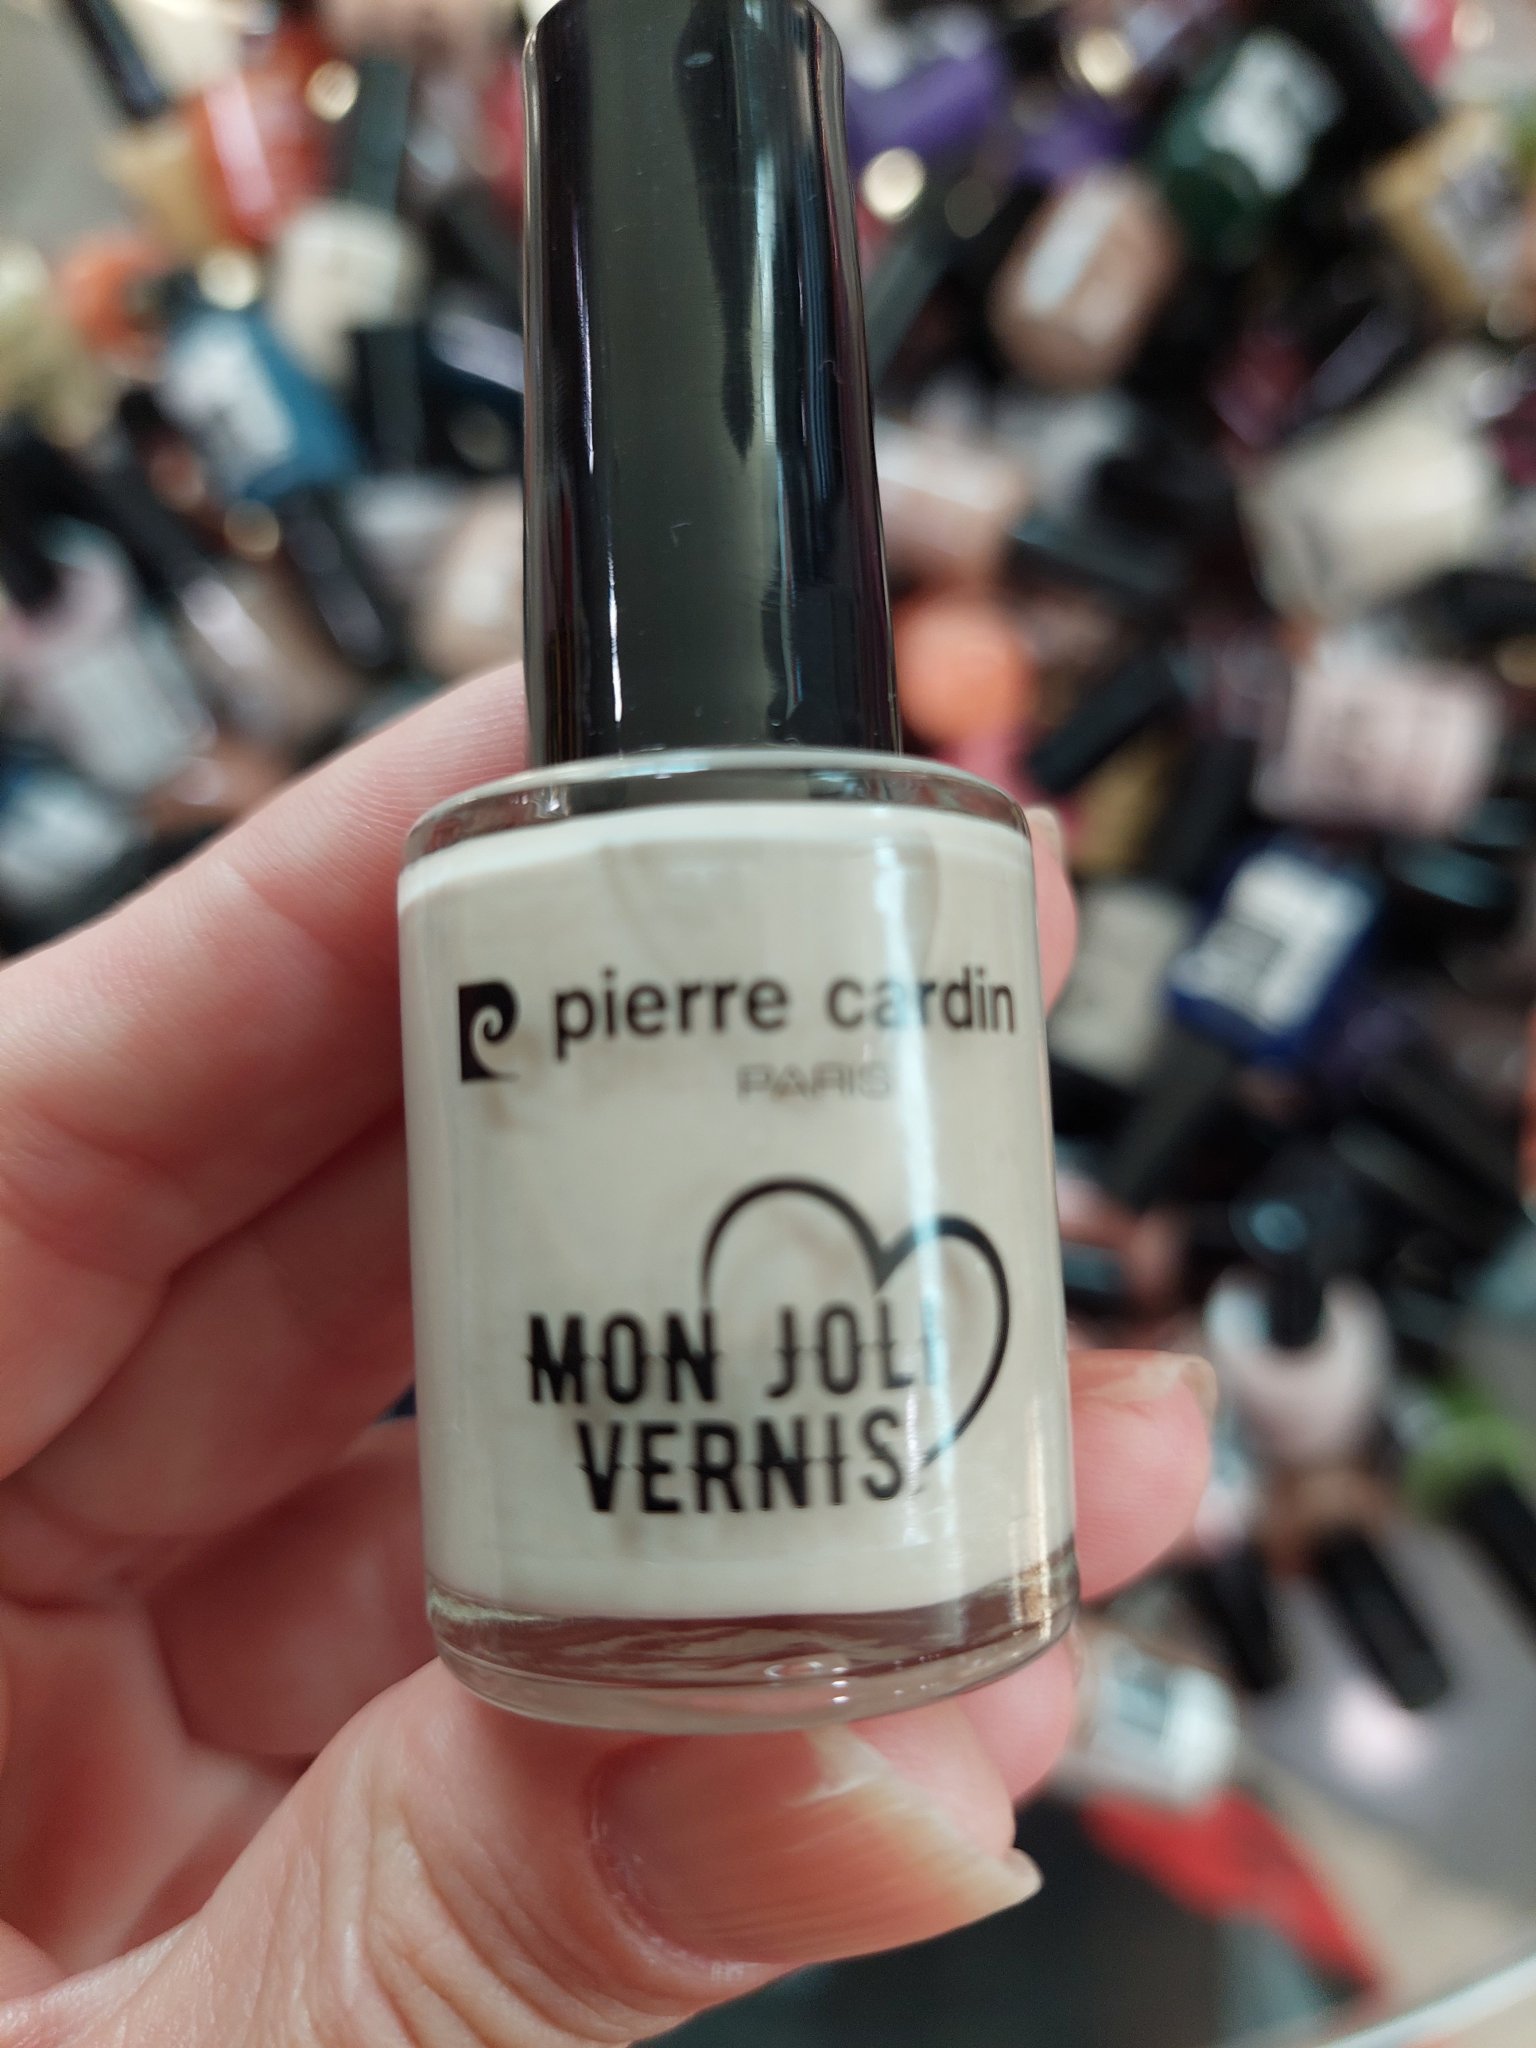 pierre cardin
PARIS
MON JOLI
VERNIS